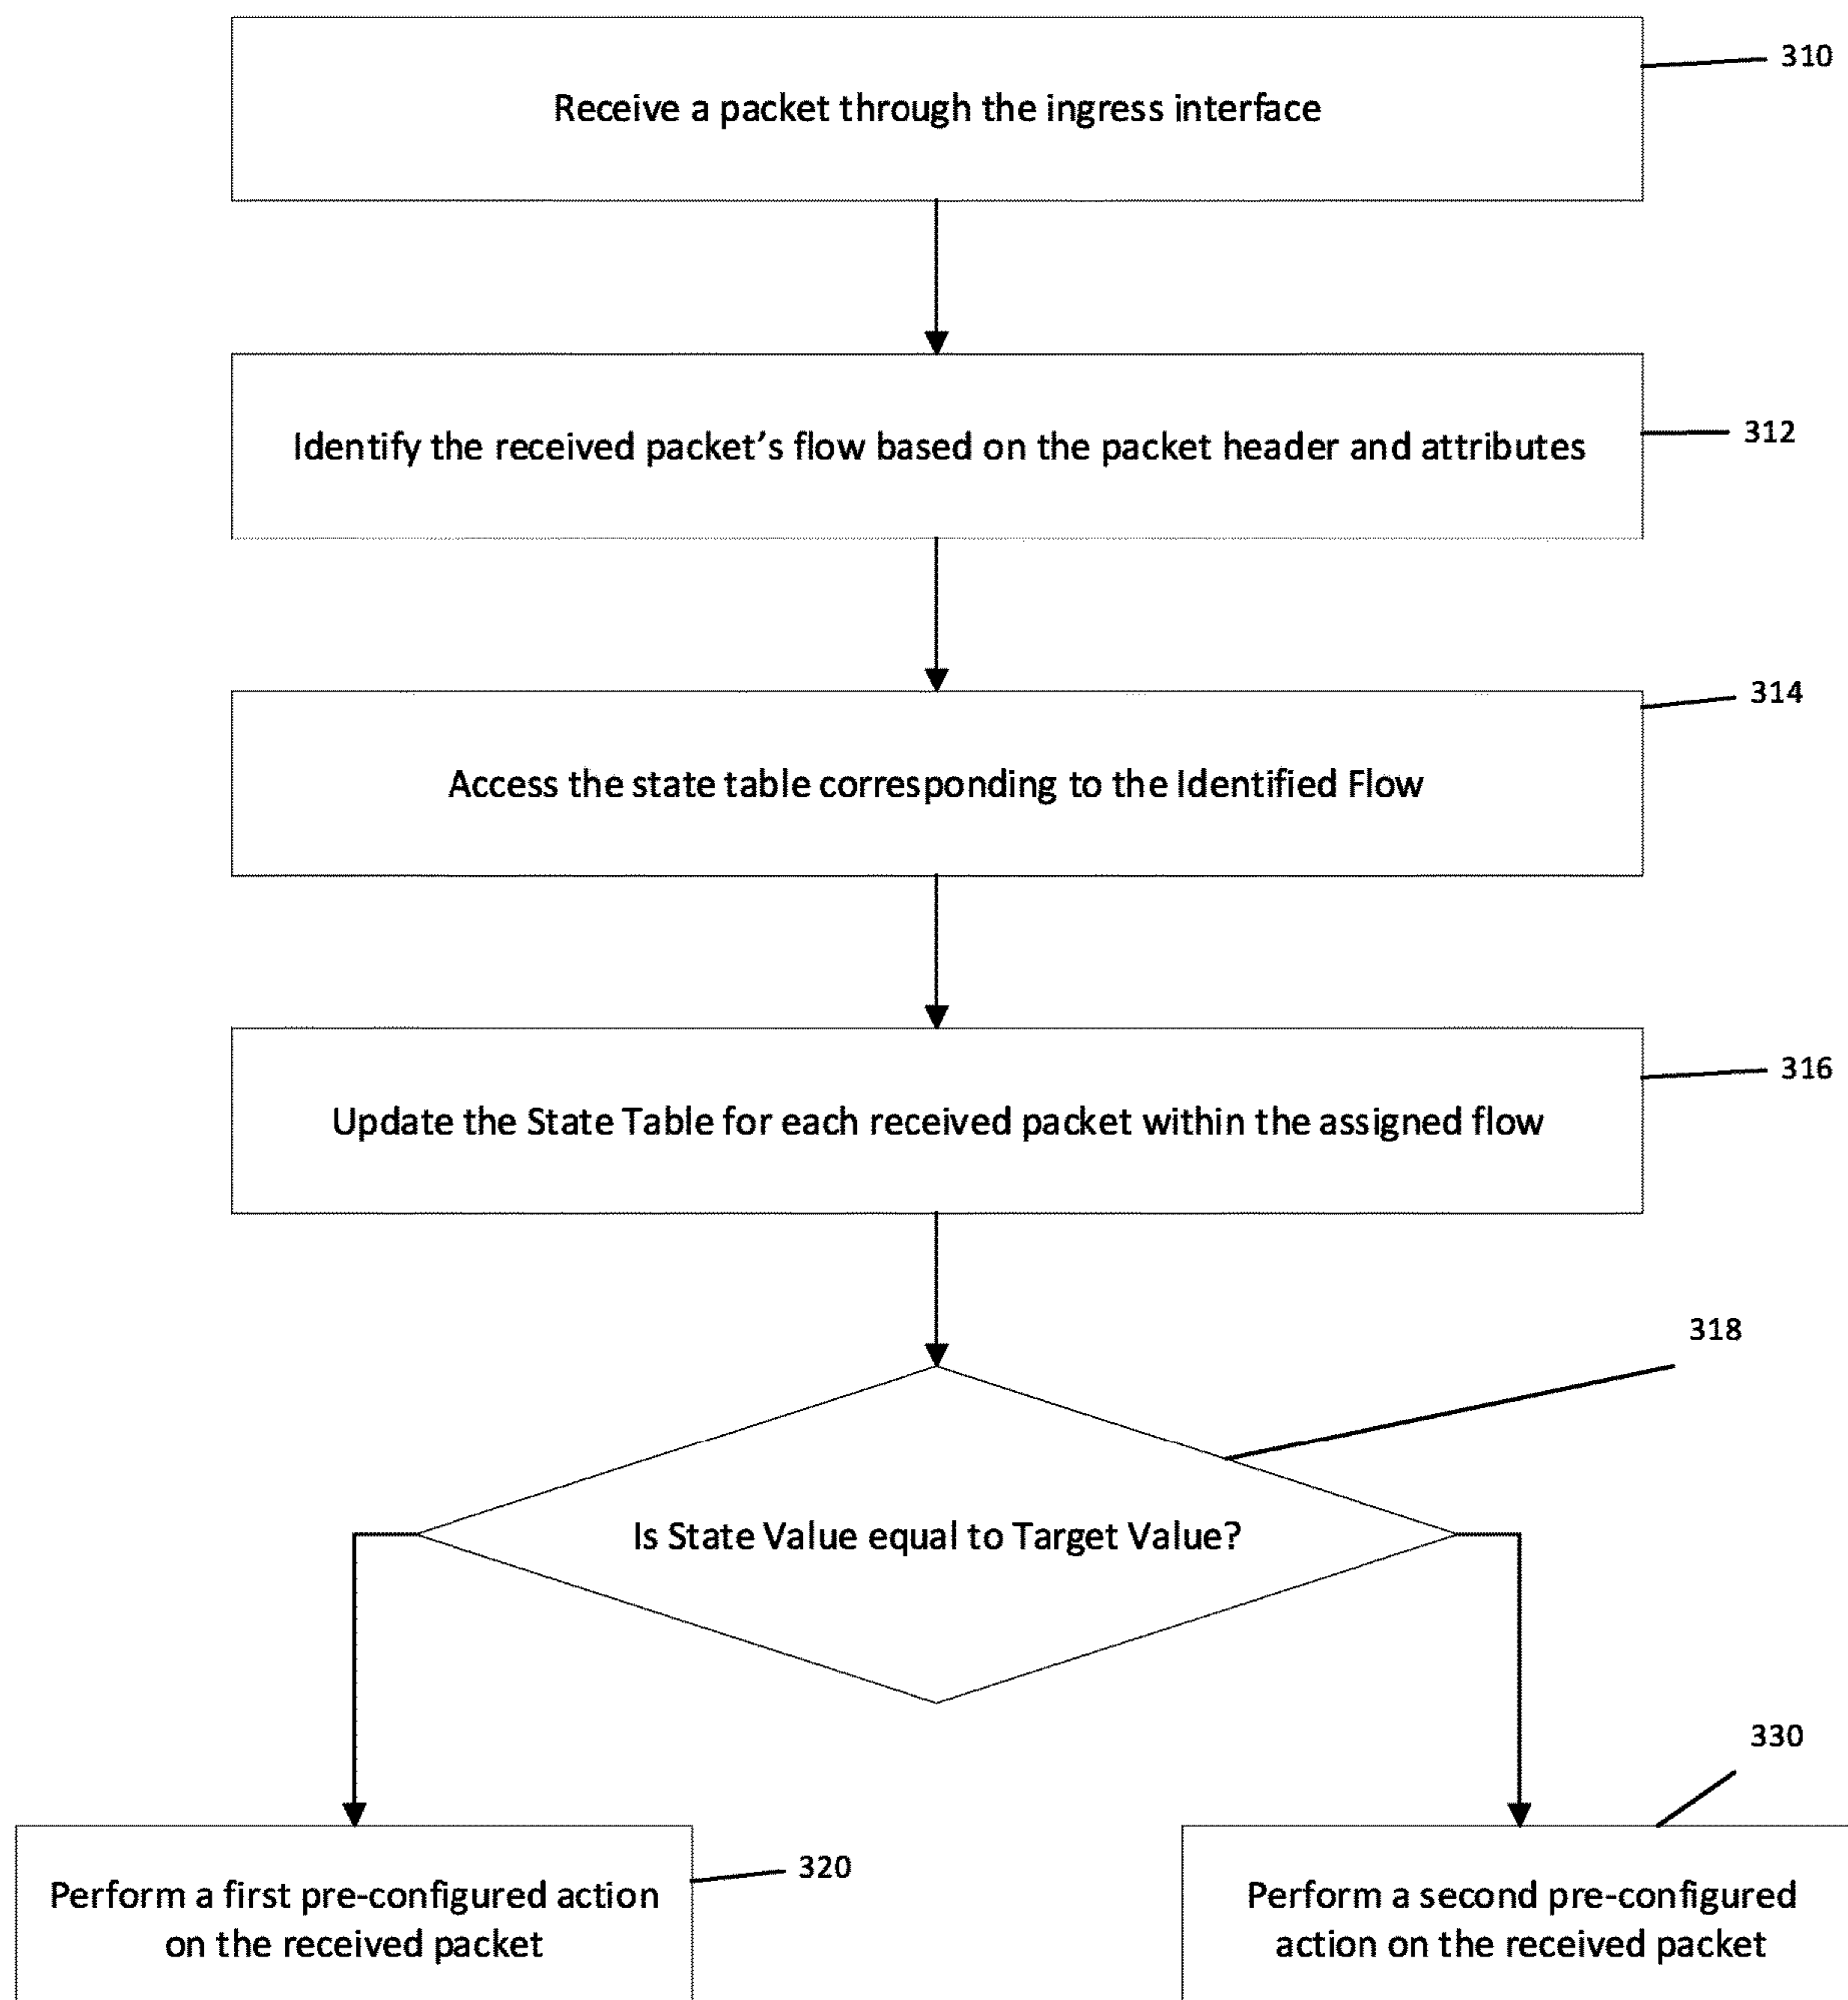 Receive a packet through the ingress interface
310
Identify the received packet's flow based on the packet header and attributes
312
Access the state table corresponding to the Identified Flow
314
Update the State Table for each received packet within the assigned flow
316
Is State Value equal to Target Value?
318
Perform a first pre-configured action
on the received packet
320
Perform a second pre-configured
action on the received packet
330